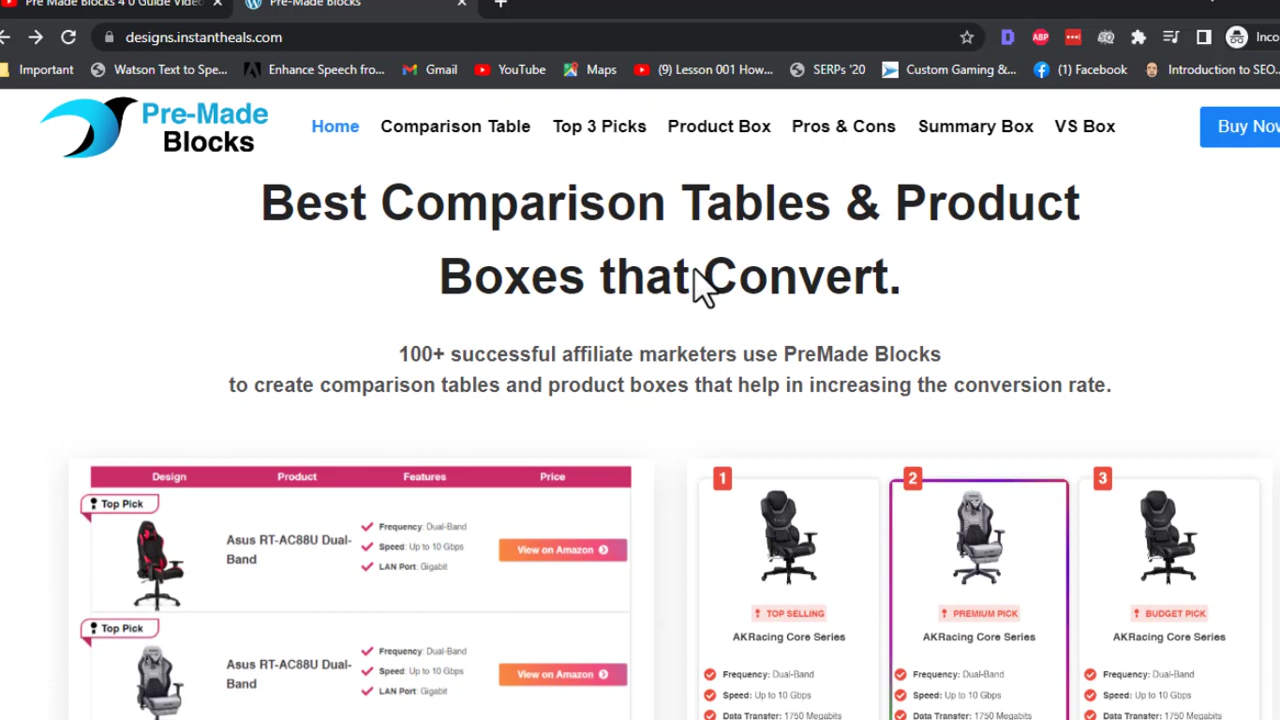 Pre Made Blocks 4 0 Guide Video
Pre-Made Blocks
designs.instantheals.com
ABP
Inco
Important
Watson Text to Spe...
Enhance Speech fro...
Gmail
YouTube
Maps
(9) Lesson 001 How...
SERPs '20
Custom Gaming &...
(1) Facebook
Introduction to SEO...
Pre-Made
Blocks
Home
Comparison Table
Top 3 Picks
Product Box
Pros & Cons
Summary Box
VS Box
Buy Now
Best Comparison Tables & Product
Boxes that Convert.
100+ successful affiliate marketers use PreMade Blocks
to create comparison tables and product boxes that help in increasing the conversion rate.
Design Product Features Price
Top Pick
Asus RT-AC88U Dual-
Band
Frequency: Dual-Band
Speed: Up to 10 Gbps
LAN Port: Gigabit
View on Amazon
Top Pick
Asus RT-AC88U Dual-
Band
Frequency: Dual-Band
Speed: Up to 10 Gbps
LAN Port: Gigabit
View on Amazon
1
TOP SELLING
AKRacing Core Series
Frequency: Dual-Band
Speed: Up to 10 Gbps
Data Transfer: 1750 Megabits
2
PREMIUM PICK
AKRacing Core Series
Frequency: Dual-Band
Speed: Up to 10 Gbps
Data Transfer: 1750 Megabits
3
BUDGET PICK
AKRacing Core Series
Frequency: Dual-Band
Speed: Up to 10 Gbps
Data Transfer: 1750 Megabits